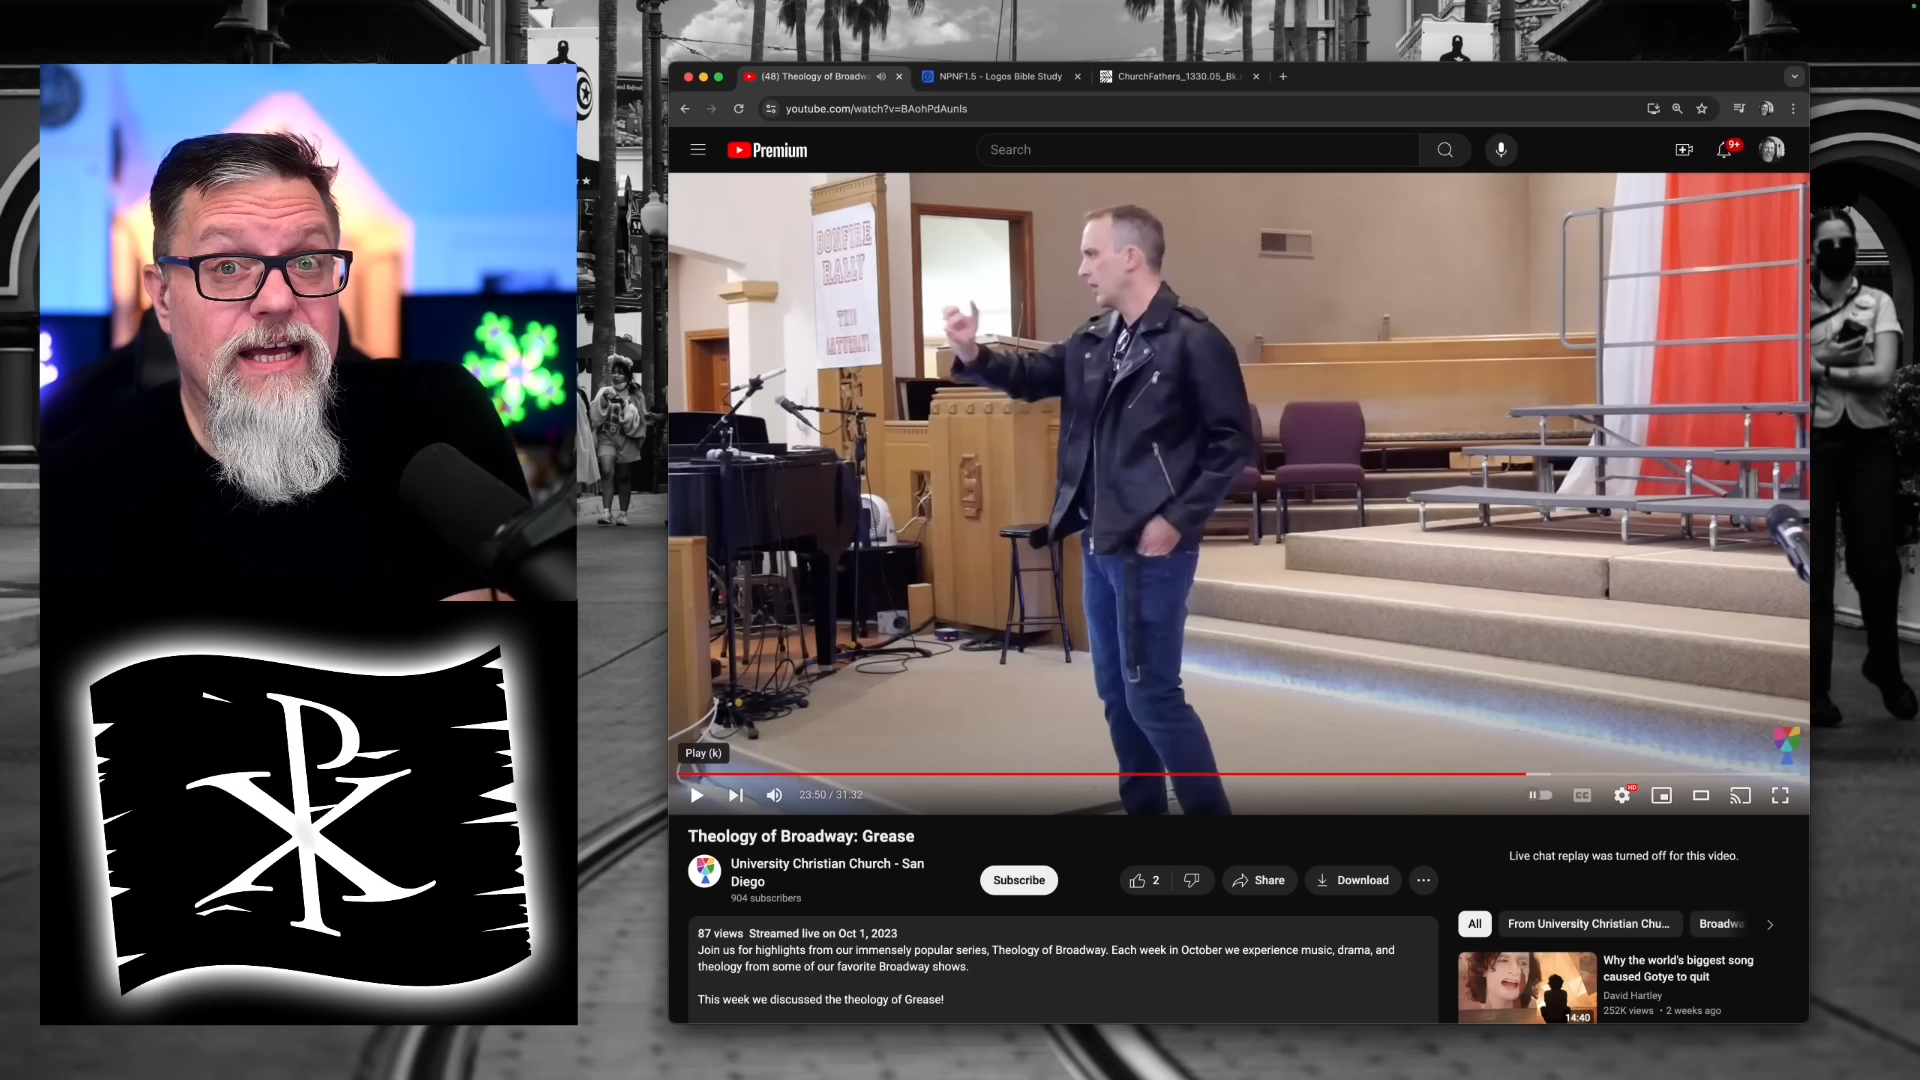 (48) Theology of Broadw
NPNF1.5 - Logos Bible Study
ChurchFathers_1330.05_Bk.
youtube.com/watch?v=BAohPdAunIs
Premium
Search
9+
BONFIRE
RALLY
THIS
SATURDAY!
Play (k)
23:50 / 31:32
CC
HD
Theology of Broadway: Grease
University Christian Church - San
Diego
904 subscribers
Subscribe
2
Share
Download
Live chat replay was turned off for this video.
87 views Streamed live on Oct 1, 2023
Join us for highlights from our immensely popular series, Theology of Broadway. Each week in October we experience music, drama, and
theology from some of our favorite Broadway shows.
This week we discussed the theology of Grease!
All
From University Christian Chu...
Broadwa
Why the world's biggest song
caused Gotye to quit
David Hartley
252K views • 2 weeks ago
14:40